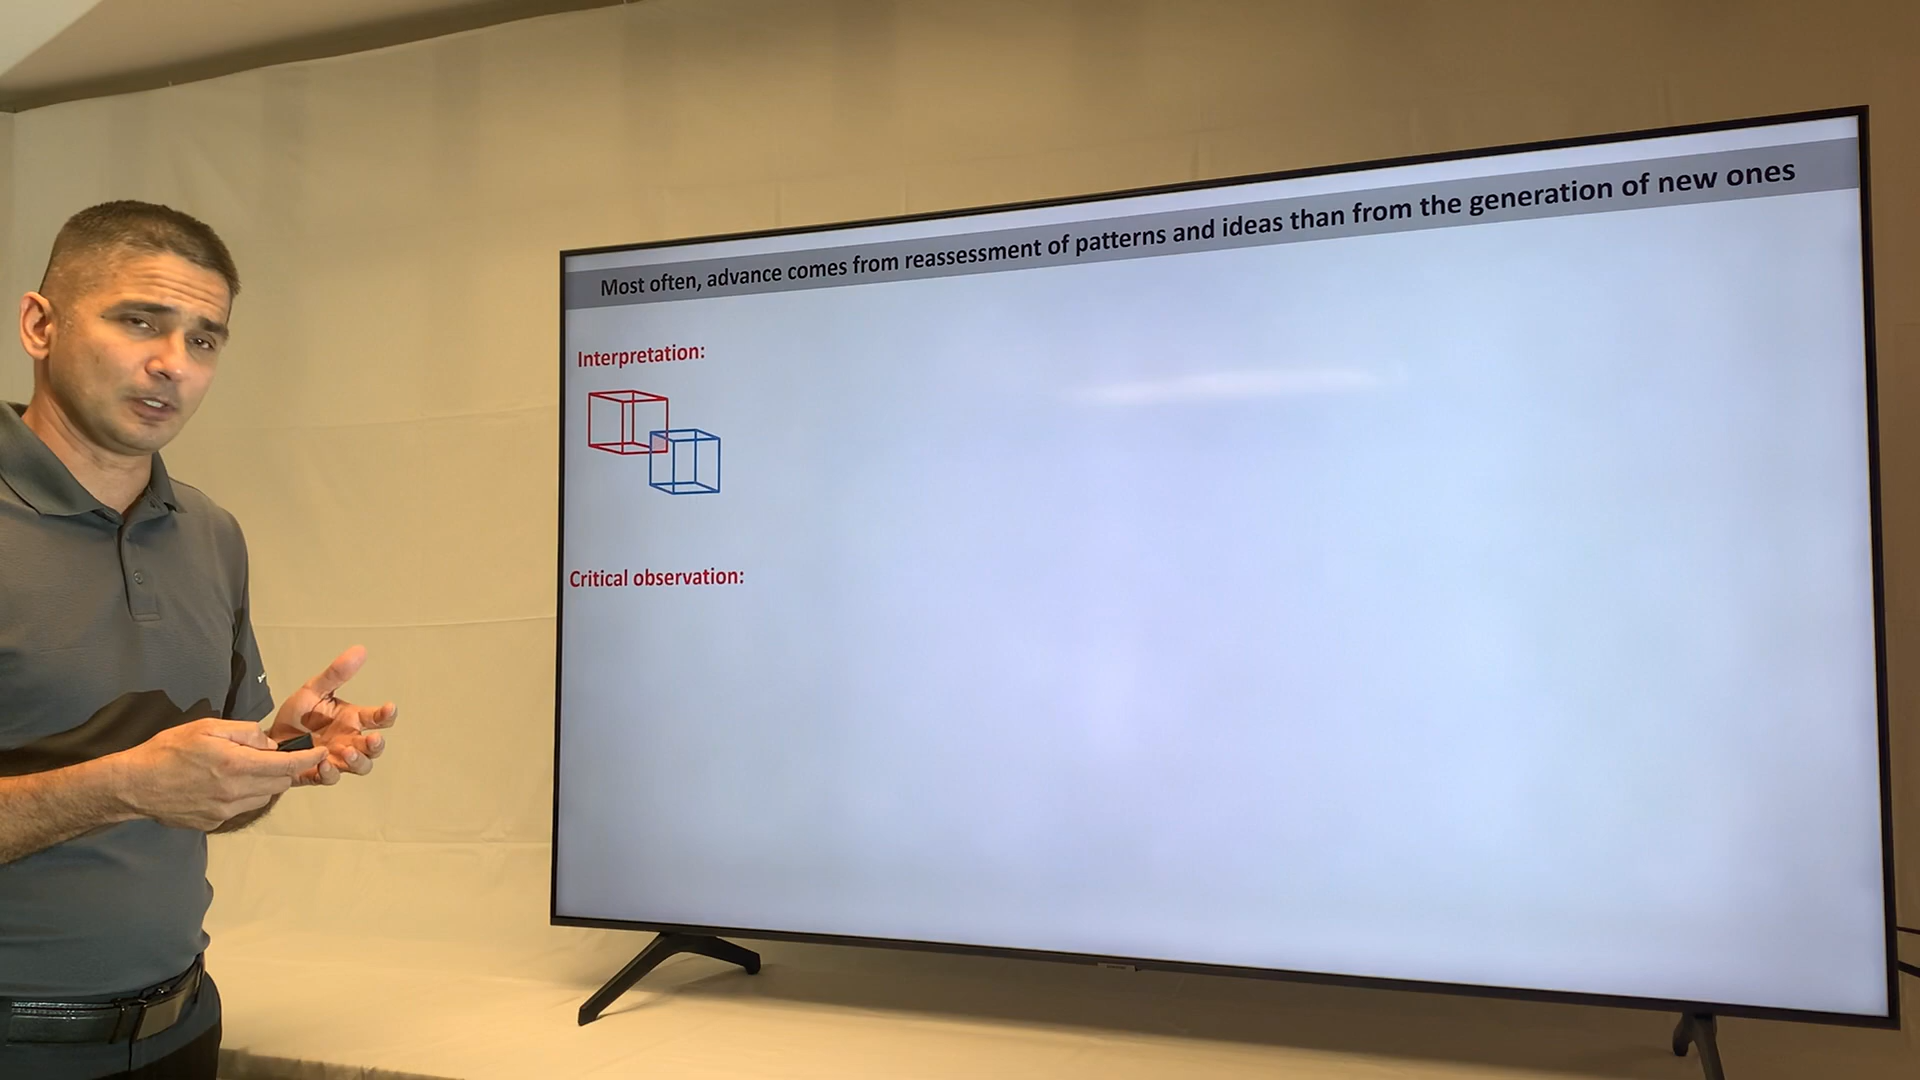 Most often, advance comes from reassessment of patterns and ideas than from the generation of new ones
Interpretation:
Critical observation: